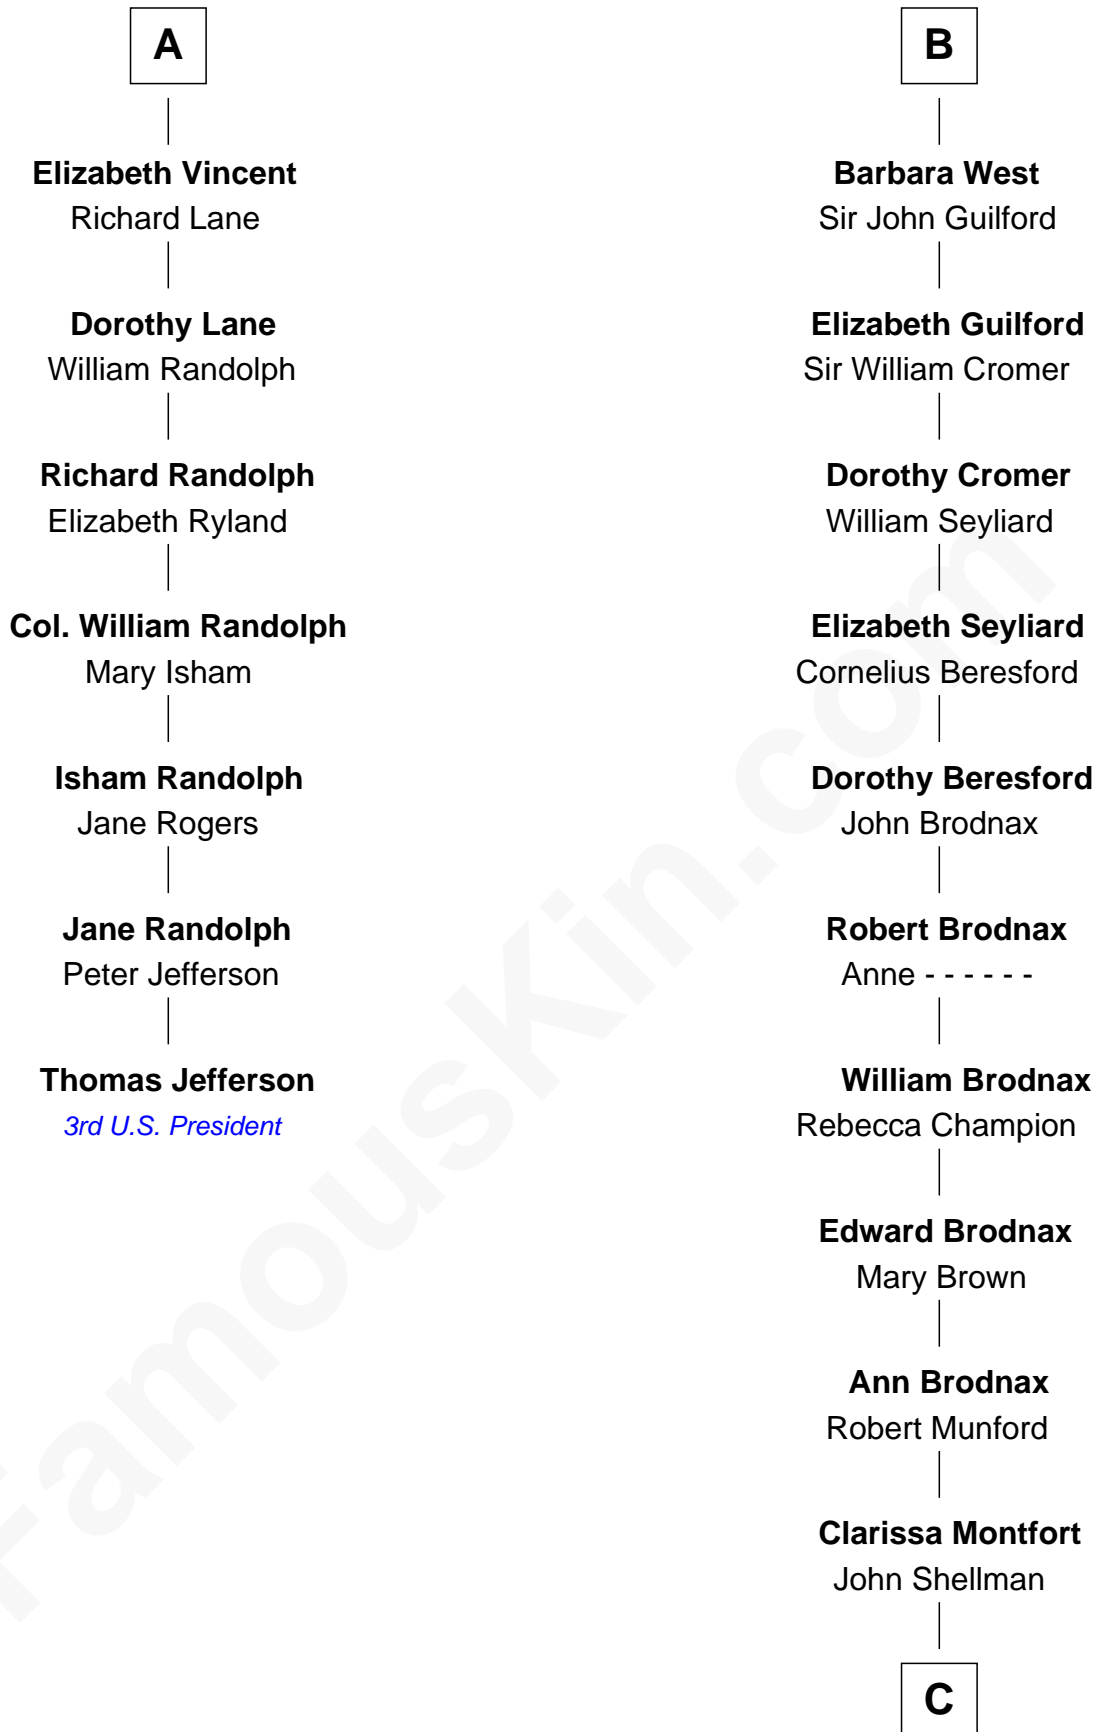 A
Elizabeth Vincent
Richard Lane
Dorothy Lane
William Randolph
Richard Randolph
Elizabeth Ryland
Col. William Randolph
Mary Isham
Isham Randolph
Jane Rogers
Jane Randolph
Peter Jefferson
Thomas Jefferson
3rd U.S. President
B
Barbara West
Sir John Guilford
Elizabeth Guilford
Sir William Cromer
Dorothy Cromer
William Seyliard
Elizabeth Seyliard
Cornelius Beresford
Dorothy Beresford
John Brodnax
Robert Brodnax
Anne - - - - - -
William Brodnax
Rebecca Champion
Edward Brodnax
Mary Brown
Ann Brodnax
Robert Munford
Clarissa Montfort
John Shellman
C
FamousKin.com